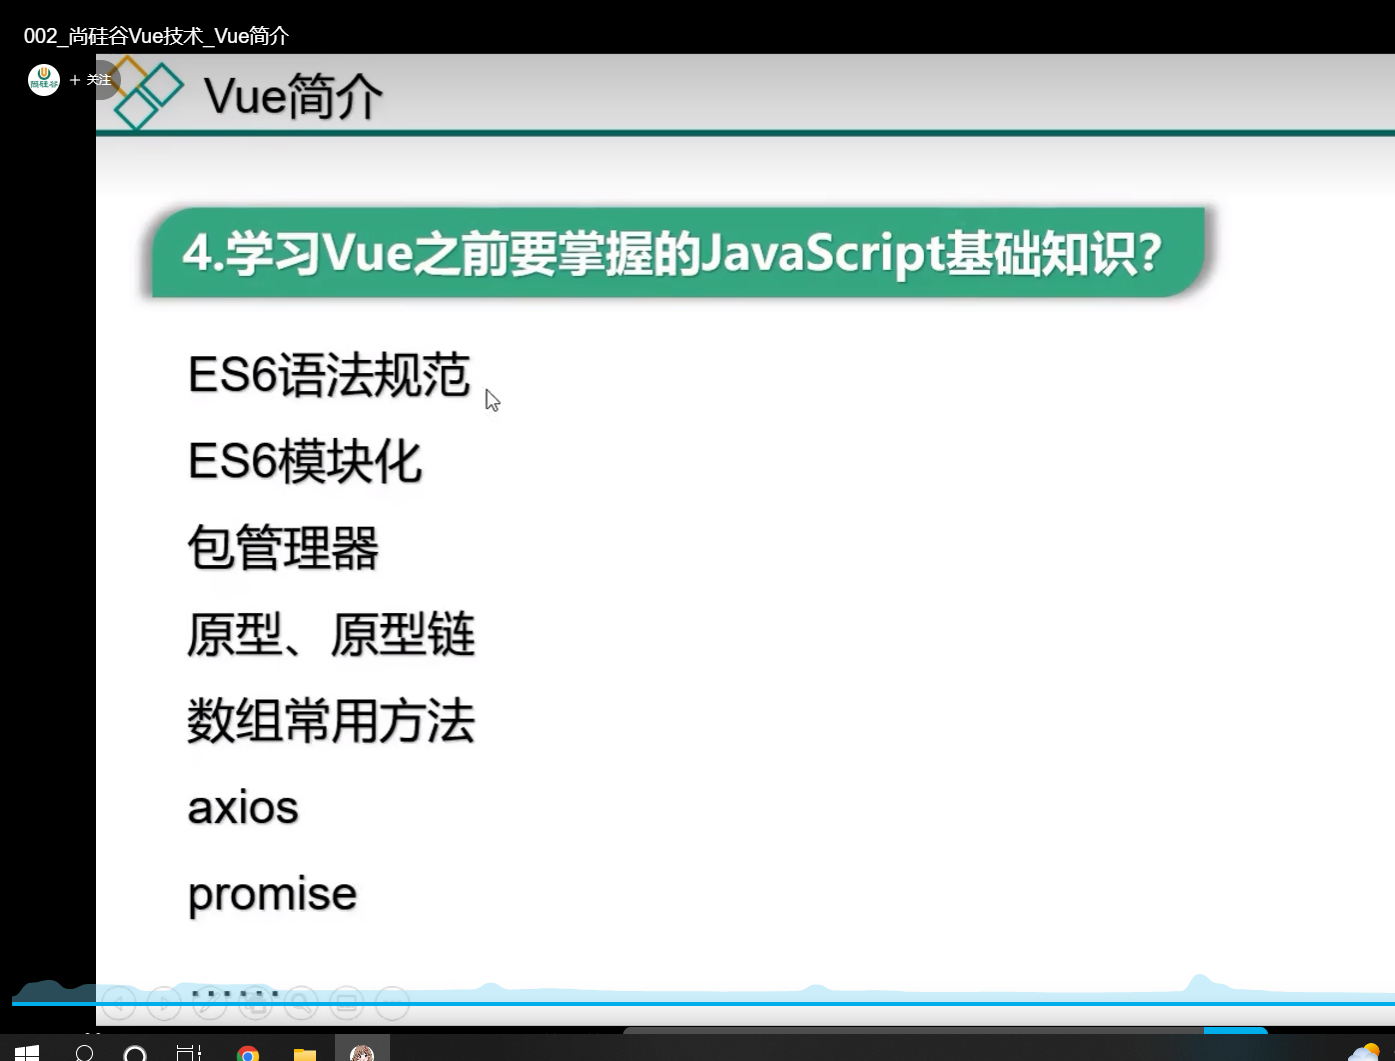 002_尚硅谷Vue技术_Vue简介
尚硅谷
+ 关注
Vue简介
4.学习Vue之前要掌握的JavaScript基础知识？
ES6语法规范
ES6模块化
包管理器
原型、原型链
数组常用方法
axios
promise
......